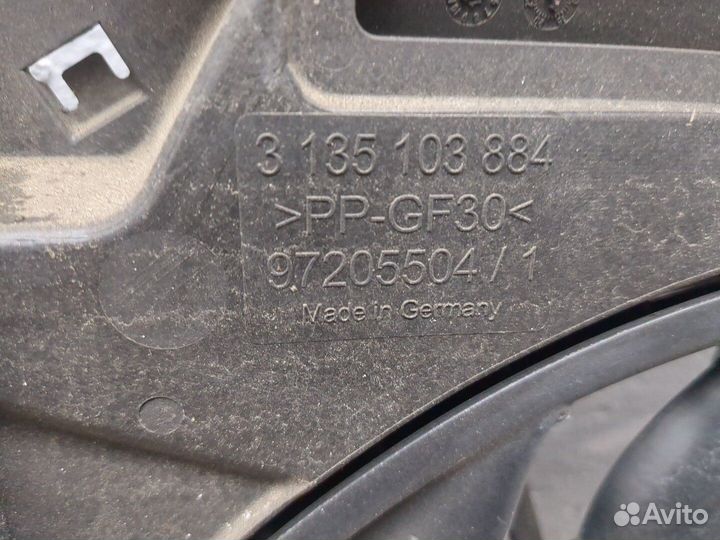 3 135 103 884
>PP-GF30<
97205504 / 1
Made in Germany
Avito